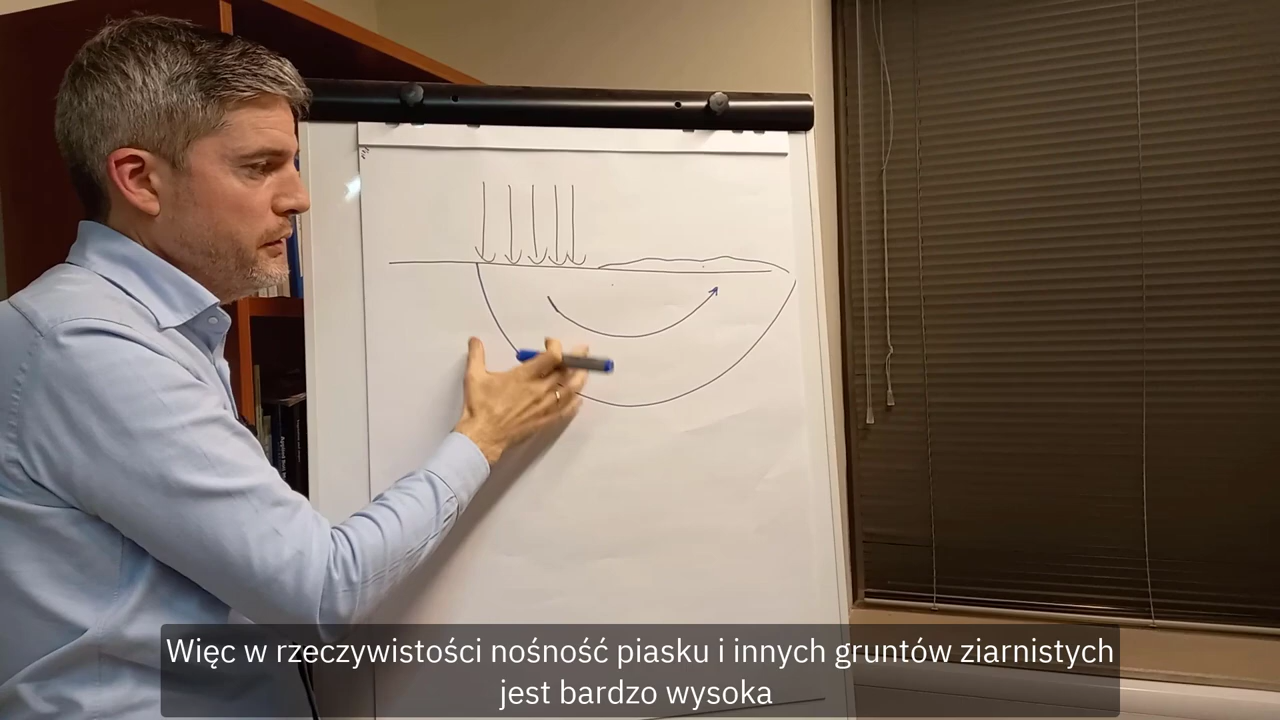 Więc w rzeczywistości nośność piasku i innych gruntów ziarnistych
jest bardzo wysoka